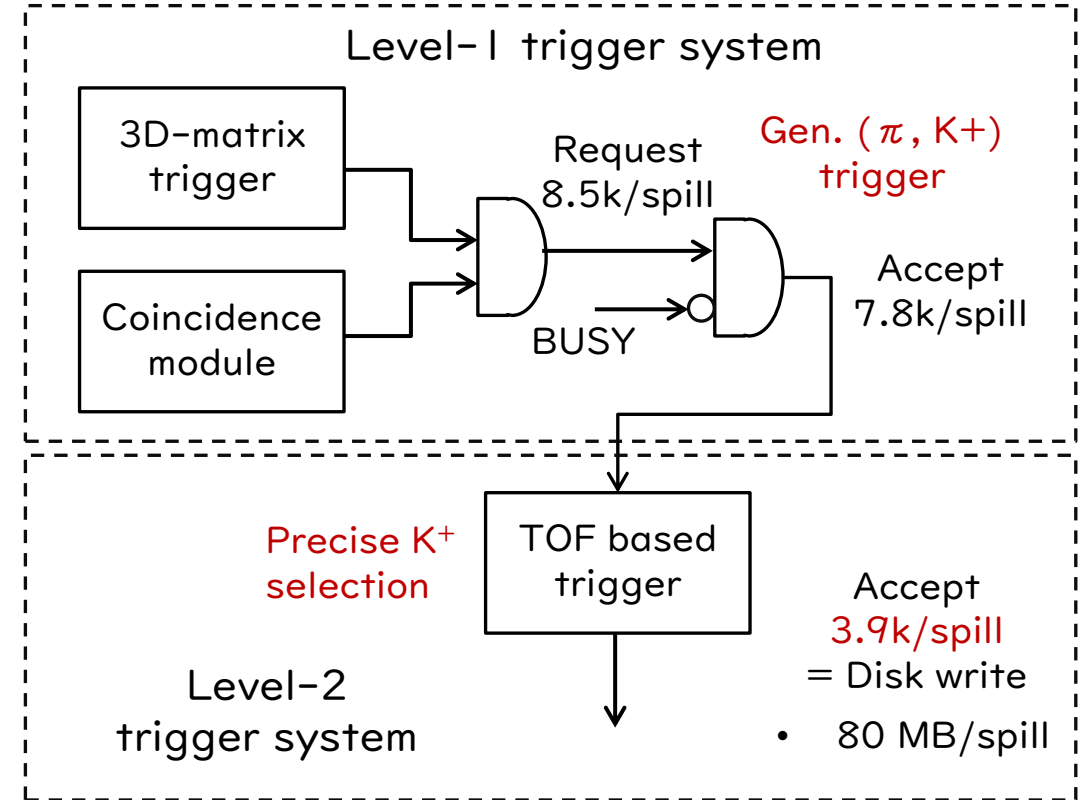 Level-1 trigger system
3D-matrix
trigger
Request
8.5k/spill
Gen. (π, K+)
trigger
Coincidence
module
BUSY
Accept
7.8k/spill
Precise K⁺
selection
TOF based
trigger
Accept
3.9k/spill
= Disk write
• 80 MB/spill
Level-2
trigger system